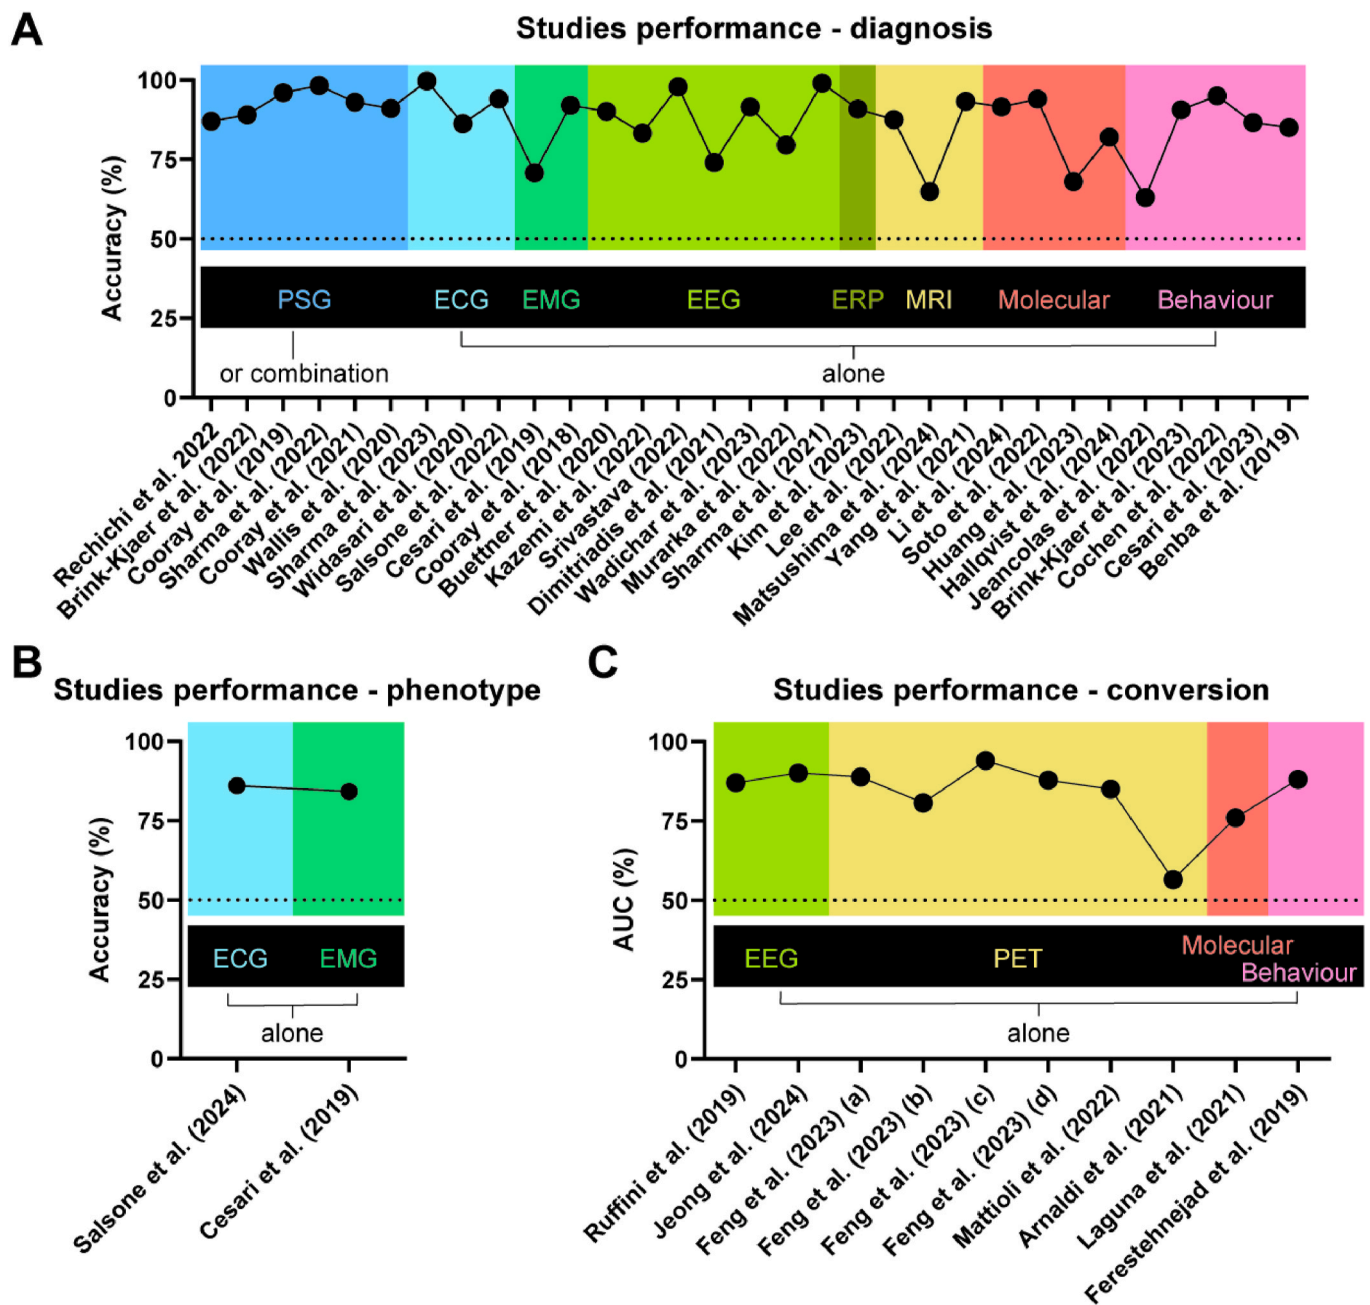 A
Studies performance - diagnosis
Accuracy (%)
100
75
50
25
0
PSG ECG EMG EEG ERP MRI Molecular Behaviour
or combination alone
Rechichi et al. 2022
Brink-Kjaer et al. (2022)
Cooray et al. (2019)
Sharma et al. (2022)
Cooray et al. (2021)
Wallis et al. (2020)
Sharma et al. (2023)
Widasari et al. (2020)
Salsone et al. (2022)
Cesari et al. (2019)
Cooray et al. (2018)
Buettner et al. (2020)
Kazemi et al. (2022)
Srivastava (2022)
Dimitriadis et al. (2021)
Wadichar et al. (2023)
Murarka et al. (2022)
Sharma et al. (2021)
Kim et al. (2023)
Lee et al. (2022)
Matsushima et al. (2024)
Yang et al. (2021)
Li et al. (2024)
Soto et al. (2022)
Huang et al. (2023)
Hallqvist et al. (2024)
Jeancolas et al. (2022)
Brink-Kjaer et al. (2023)
Cochen et al. (2022)
Cesari et al. (2023)
Benba et al. (2019)
B
Studies performance - phenotype
Accuracy (%)
100
75
50
25
0
ECG EMG
alone
Salsone et al. (2024)
Cesari et al. (2019)
C
Studies performance - conversion
AUC (%)
100
75
50
25
0
EEG PET Molecular
Behaviour
alone
Ruffini et al. (2019)
Jeong et al. (2024)
Feng et al. (2023) (a)
Feng et al. (2023) (b)
Feng et al. (2023) (c)
Feng et al. (2023) (d)
Mattioli et al. (2022)
Arnaldi et al. (2021)
Laguna et al. (2021)
Ferestehnejad et al. (2019)